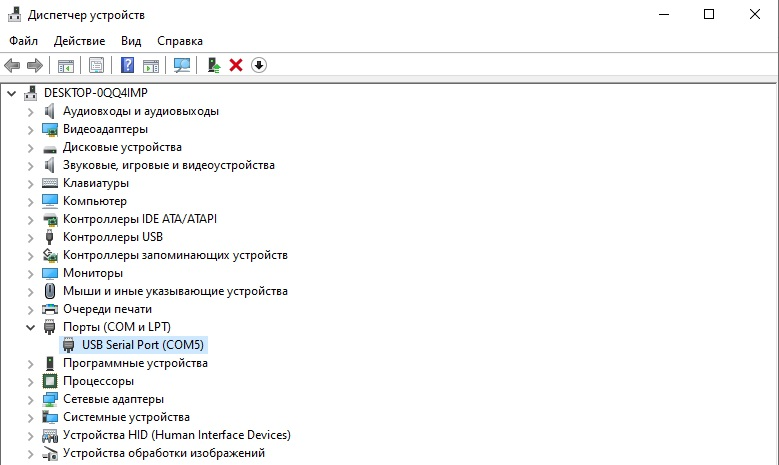 Диспетчер устройств
Файл Действие Вид Справка
DESKTOP-0QQ4IMP
Аудиовходы и аудиовыходы
Видеоадаптеры
Дисковые устройства
Звуковые, игровые и видеоустройства
Клавиатуры
Компьютер
Контроллеры IDE ATA/ATAPI
Контроллеры USB
Контроллеры запоминающих устройств
Мониторы
Мыши и иные указывающие устройства
Очереди печати
Порты (COM и LPT)
USB Serial Port (COM5)
Программные устройства
Процессоры
Сетевые адаптеры
Системные устройства
Устройства HID (Human Interface Devices)
Устройства обработки изображений